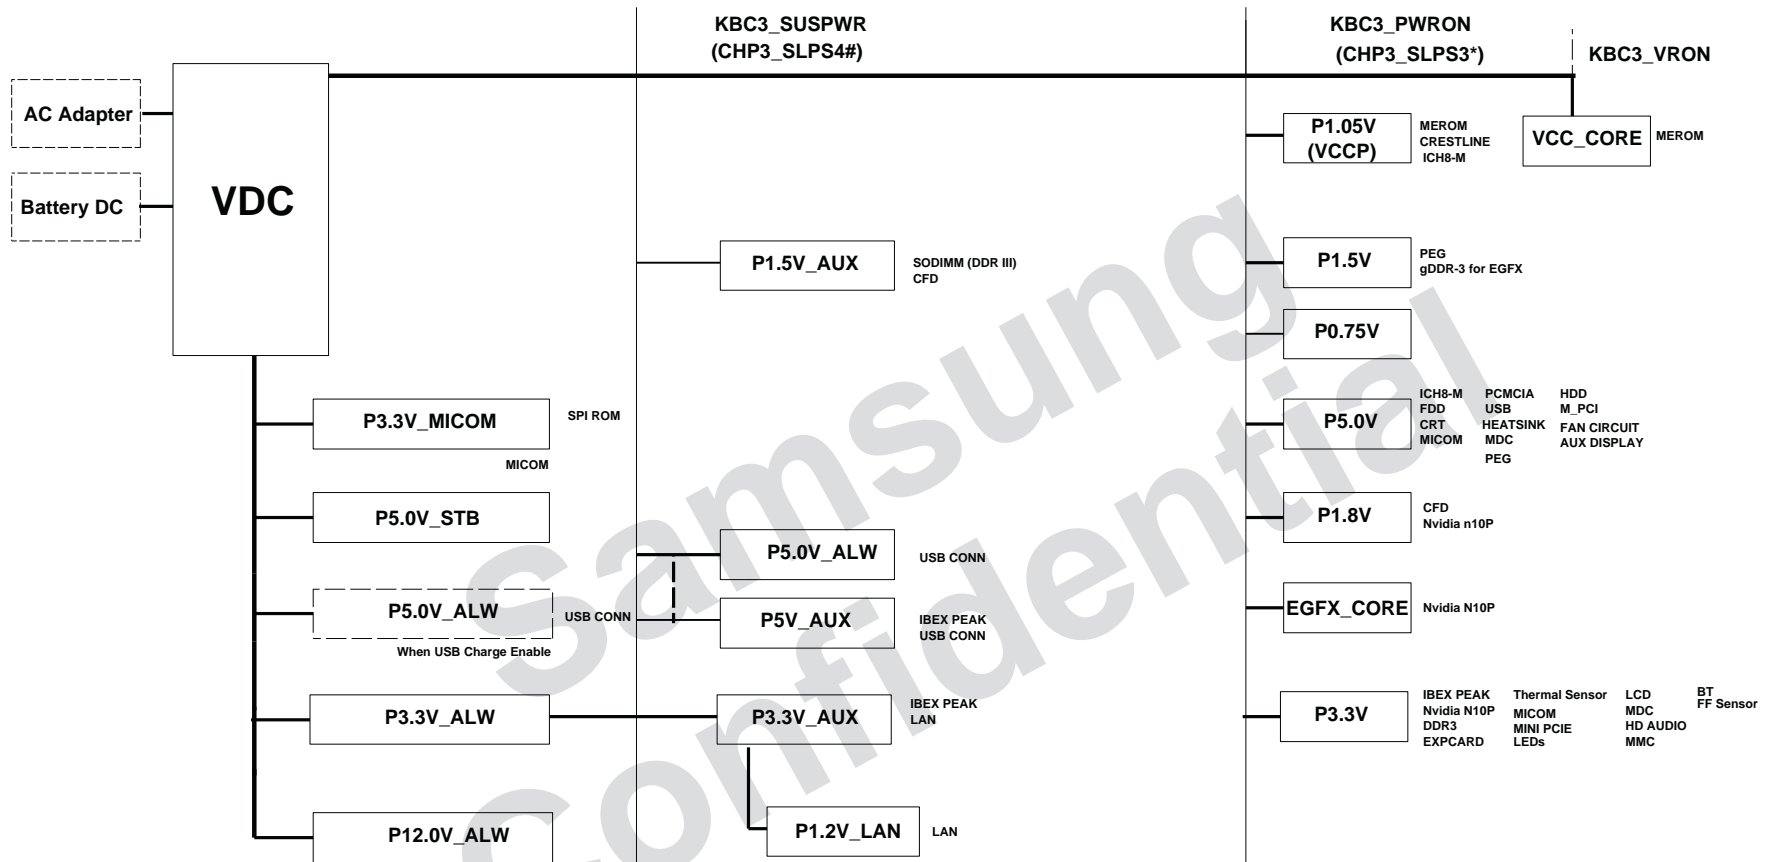 KBC3_SUSPWR
(CHP3_SLPS4#)
KBC3_PWRON
(CHP3_SLPS3*)
KBC3_VRON
AC Adapter
Battery DC
VDC
P1.05V
(VCCP)
MEROM
CRESTLINE
ICH8-M
VCC_CORE
MEROM
P1.5V_AUX
SODIMM (DDR III)
CFD
P1.5V
PEG
gDDR-3 for EGFX
P0.75V
P3.3V_MICOM
SPI ROM
MICOM
P5.0V
ICH8-M PCMCIA HDD
FDD USB M_PCI
CRT HEATSINK FAN CIRCUIT
MICOM MDC AUX DISPLAY
PEG
P5.0V_STB
P1.8V
CFD
Nvidia n10P
P5.0V_ALW
USB CONN
P5.0V_ALW
USB CONN
When USB Charge Enable
P5V_AUX
IBEX PEAK
USB CONN
EGFX_CORE
Nvidia N10P
P3.3V_ALW
P3.3V_AUX
IBEX PEAK
LAN
P3.3V
IBEX PEAK Thermal Sensor LCD BT
Nvidia N10P MICOM MDC FF Sensor
DDR3 MINI PCIE HD AUDIO
EXPCARD LEDs MMC
P12.0V_ALW
P1.2V_LAN
LAN
Samsung
Confidential